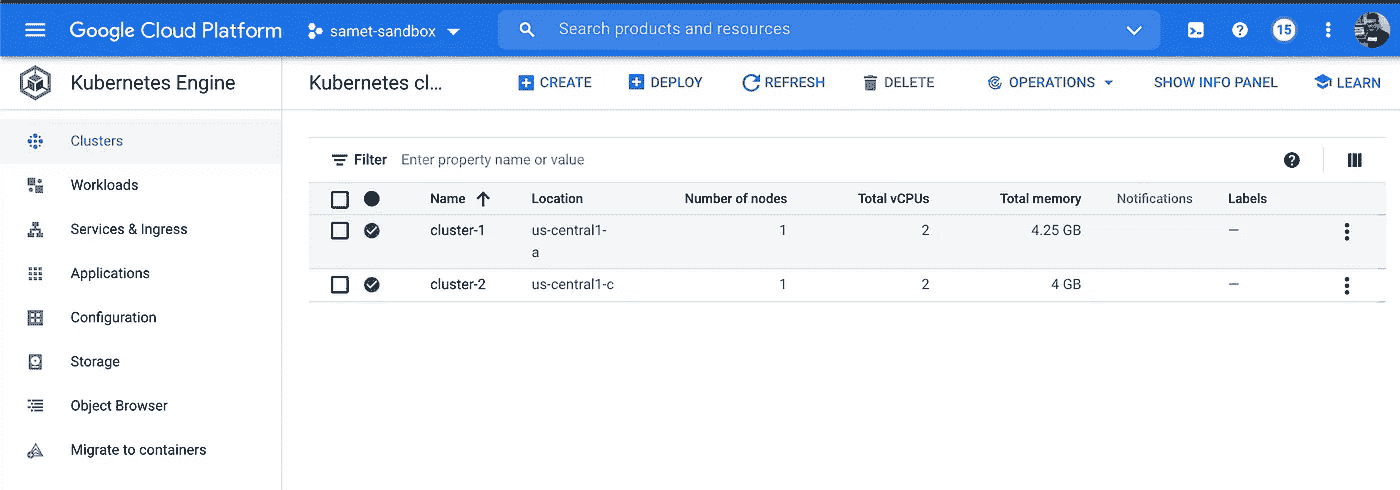 Google Cloud Platform samet-sandbox Search products and resources 15
Kubernetes Engine Kubernetes cl... CREATE DEPLOY REFRESH DELETE OPERATIONS SHOW INFO PANEL LEARN
Clusters
Workloads
Services & Ingress
Applications
Configuration
Storage
Object Browser
Migrate to containers
Filter Enter property name or value
Name Location Number of nodes Total vCPUs Total memory Notifications Labels
cluster-1 us-central1- 1 2 4.25 GB —
a
cluster-2 us-central1-c 1 2 4 GB —